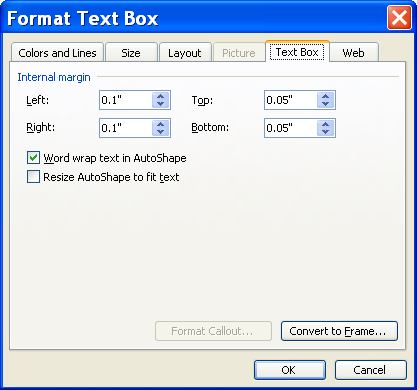 Format Text Box
Colors and Lines Size Layout Picture Text Box Web
Internal margin
Left: 0.1" Top: 0.05"
Right: 0.1" Bottom: 0.05"
Word wrap text in AutoShape
Resize AutoShape to fit text
Format Callout... Convert to Frame...
OK Cancel